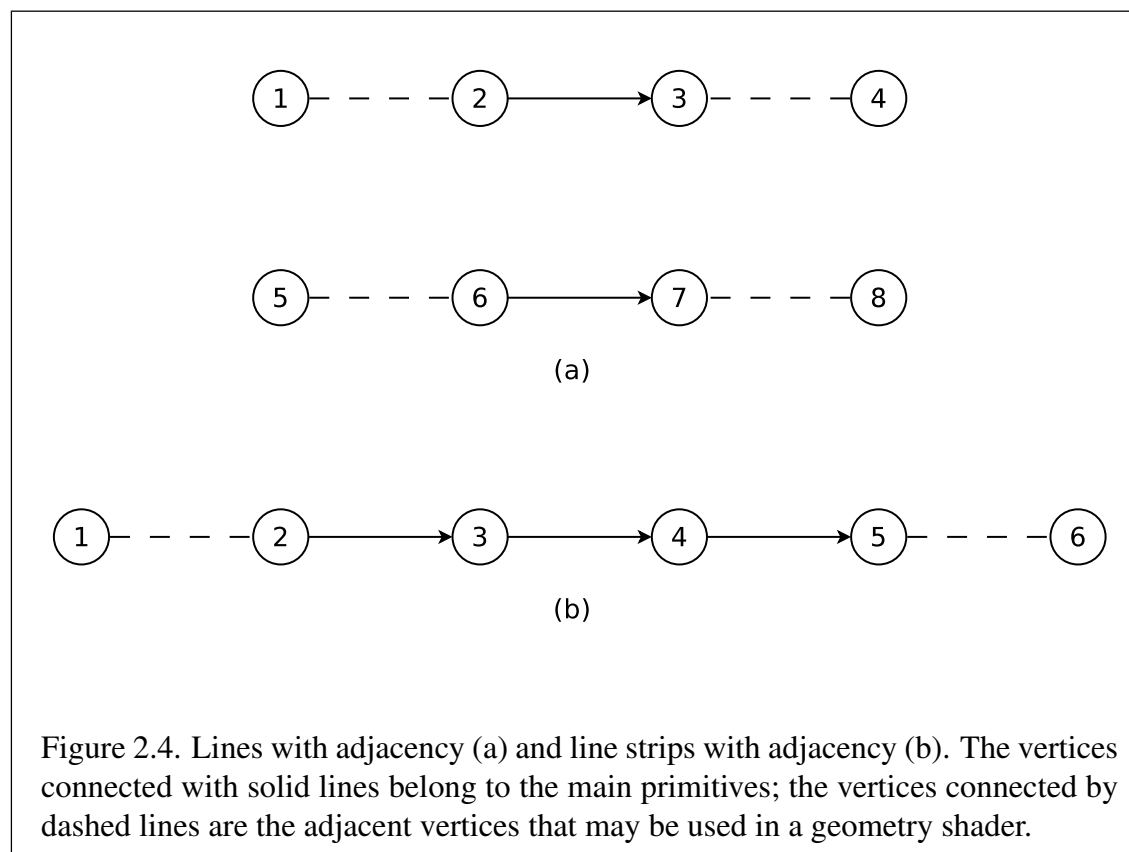 1 2 3 4
5 6 7 8
(a)
1 2 3 4 5 6
(b)
Figure 2.4. Lines with adjacency (a) and line strips with adjacency (b). The vertices
connected with solid lines belong to the main primitives; the vertices connected by
dashed lines are the adjacent vertices that may be used in a geometry shader.